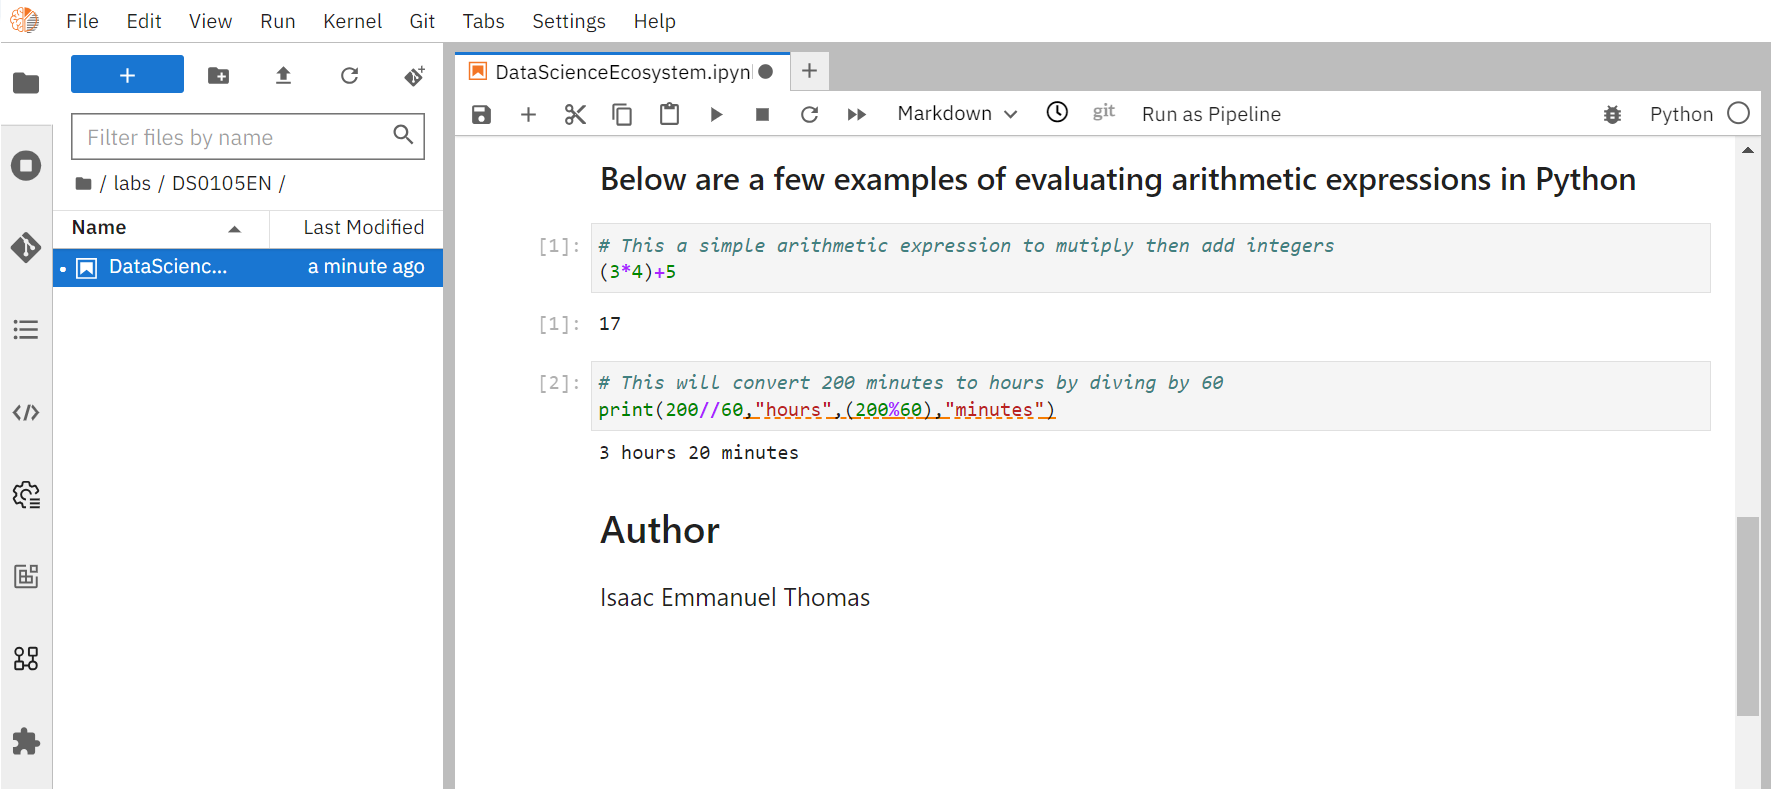 File Edit View Run Kernel Git Tabs Settings Help
Filter files by name
/ labs / DS0105EN /
Name Last Modified
DataScienc... a minute ago
DataScienceEcosystem.ipyn
Markdown git Run as Pipeline Python
Below are a few examples of evaluating arithmetic expressions in Python
[1]: # This a simple arithmetic expression to mutiply then add integers
(3*4)+5
[1]: 17
[2]: # This will convert 200 minutes to hours by diving by 60
print(200//60,"hours",(200%60),"minutes")
3 hours 20 minutes
Author
Isaac Emmanuel Thomas